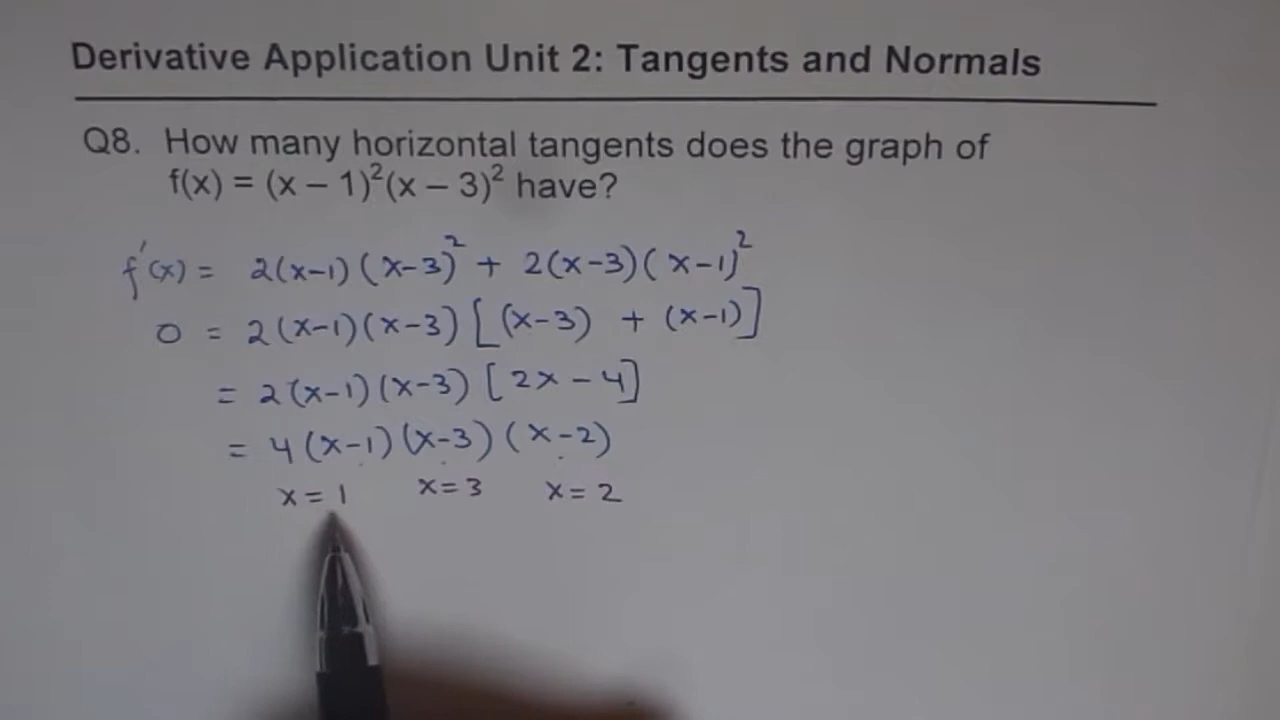 Derivative Application Unit 2: Tangents and Normals
Q8. How many horizontal tangents does the graph of
f(x) = (x – 1)²(x – 3)² have?
f'(x) = 2(x-1)(x-3)² + 2(x-3)(x-1)²
0 = 2(x-1)(x-3)[(x-3) + (x-1)]
= 2(x-1)(x-3)[2x-4]
= 4(x-1)(x-3)(x-2)
x=1 x=3 x=2